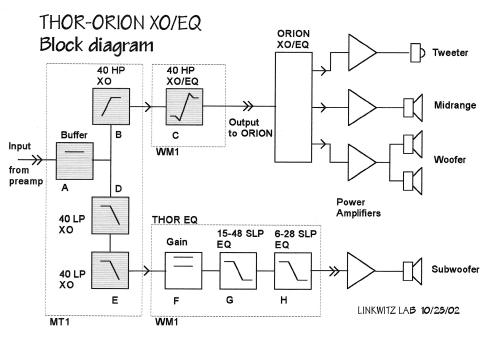 THOR-ORION XO/EQ
Block diagram
ORION
XO/EQ
Tweeter
40 HP
XO
40 HP
XO/EQ
Midrange
Input
from
preamp
Buffer
A
B
C
WM1
Output
to ORION
Woofer
Power
Amplifiers
D
40 LP
XO
THOR EQ
Gain
15-48 SLP
EQ
6-28 SLP
EQ
40 LP
XO
Subwoofer
E
F
G
H
MT1
WM1
LINKWITZ LAB 10/25/02